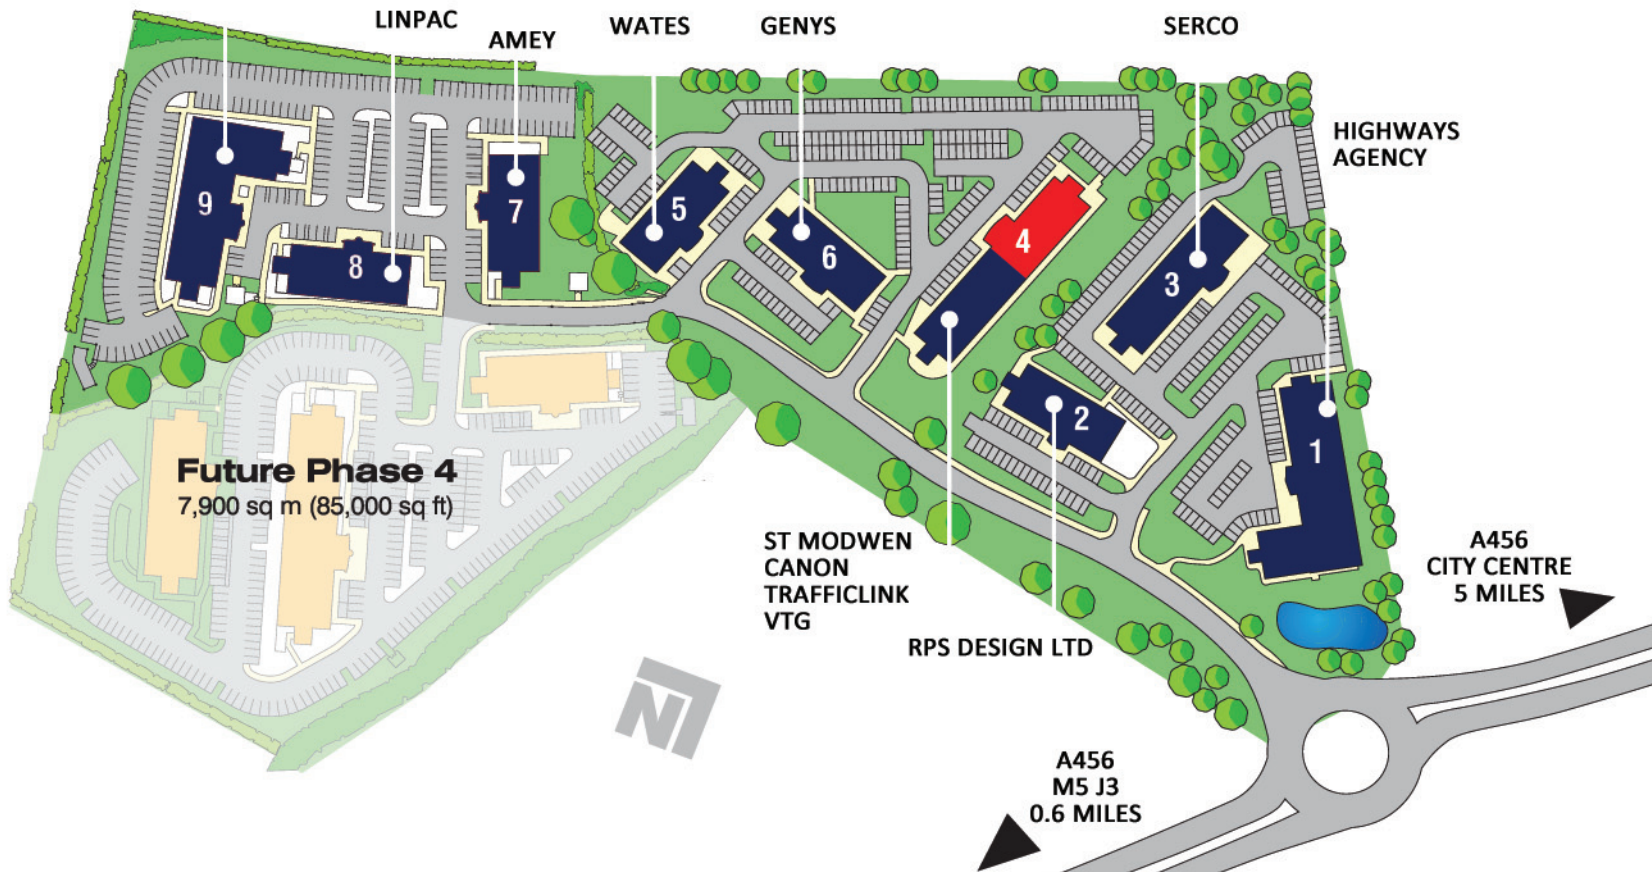 LINPAC
AMEY
WATES
GENYS
SERCO
HIGHWAYS
AGENCY
9
8
7
5
6
4
3
2
1
Future Phase 4
7,900 sq m (85,000 sq ft)
ST MODWEN
CANON
TRAFFICLINK
VTG
RPS DESIGN LTD
A456
CITY CENTRE
5 MILES
N
A456
M5 J3
0.6 MILES